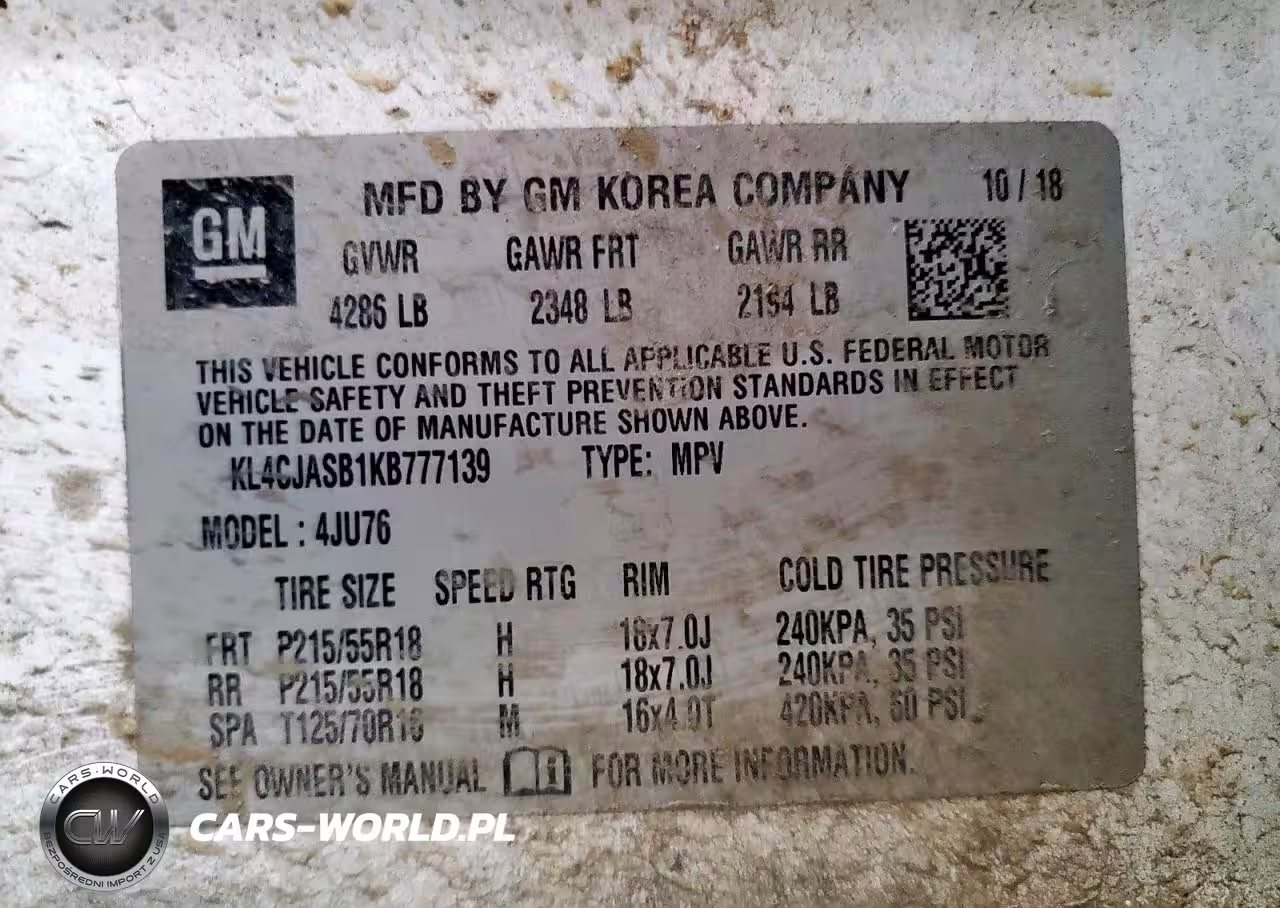 GM
MFD BY GM KOREA COMPANY 10 / 18
GVWR GAWR FRT GAWR RR
4286 LB 2348 LB 2194 LB
THIS VEHICLE CONFORMS TO ALL APPLICABLE U.S. FEDERAL MOTOR
VEHICLE SAFETY AND THEFT PREVENTION STANDARDS IN EFFECT
ON THE DATE OF MANUFACTURE SHOWN ABOVE.
KL4CJASB1KB777139 TYPE: MPV
MODEL : 4JU76
TIRE SIZE SPEED RTG RIM COLD TIRE PRESSURE
FRT P215/55R18 H 18x7.0J 240KPA, 35 PSI
RR P215/55R18 H 18x7.0J 240KPA, 35 PSI
SPA T125/70R16 M 16x4.0T 420KPA, 60 PSI
SEE OWNER'S MANUAL i FOR MORE INFORMATION.
CARS-WORLD
CW
BEZPOŚREDNI IMPORT Z USA
CARS-WORLD.PL